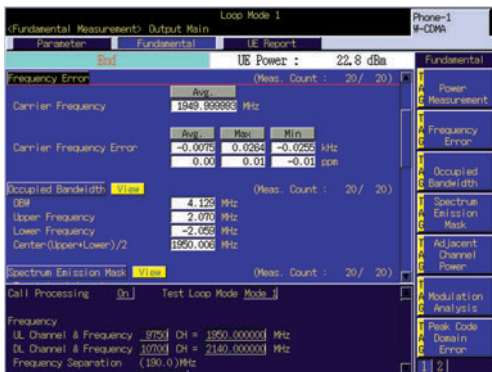 Loop Mode 1
<Fundamental Measurement> Output Main
Phone-1
W-CDMA
Parameter Fundamental UE Report
End UE Power : 22.8 dBm
Fundamental
Frequency Error (Meas. Count : 20/ 20)
Avg.
Carrier Frequency 1949.999993 MHz
Avg. Max Min
Carrier Frequency Error -0.0075 0.0264 -0.0255 kHz
0.00 0.01 -0.01 ppm
Occupied Bandwidth View (Meas. Count : 20/ 20)
OBW 4.129 MHz
Upper Frequency 2.070 MHz
Lower Frequency -2.059 MHz
Center(Upper+Lower)/2 1950.006 MHz
Spectrum Emission Mask View (Meas. Count : 20/ 20)
Call Processing On Test Loop Mode Mode 1
Frequency
UL Channel & Frequency 9750 CH = 1950.000000 MHz
DL Channel & Frequency 10700 CH = 2140.000000 MHz
Frequency Separation (190.0)MHz
TAG Power Measurement
TAG Frequency Error
TAG Occupied Bandwidth
TAG Spectrum Emission Mask
TAG Adjacent Channel Power
TAG Modulation Analysis
TAG Peak Code Domain Error
1 2